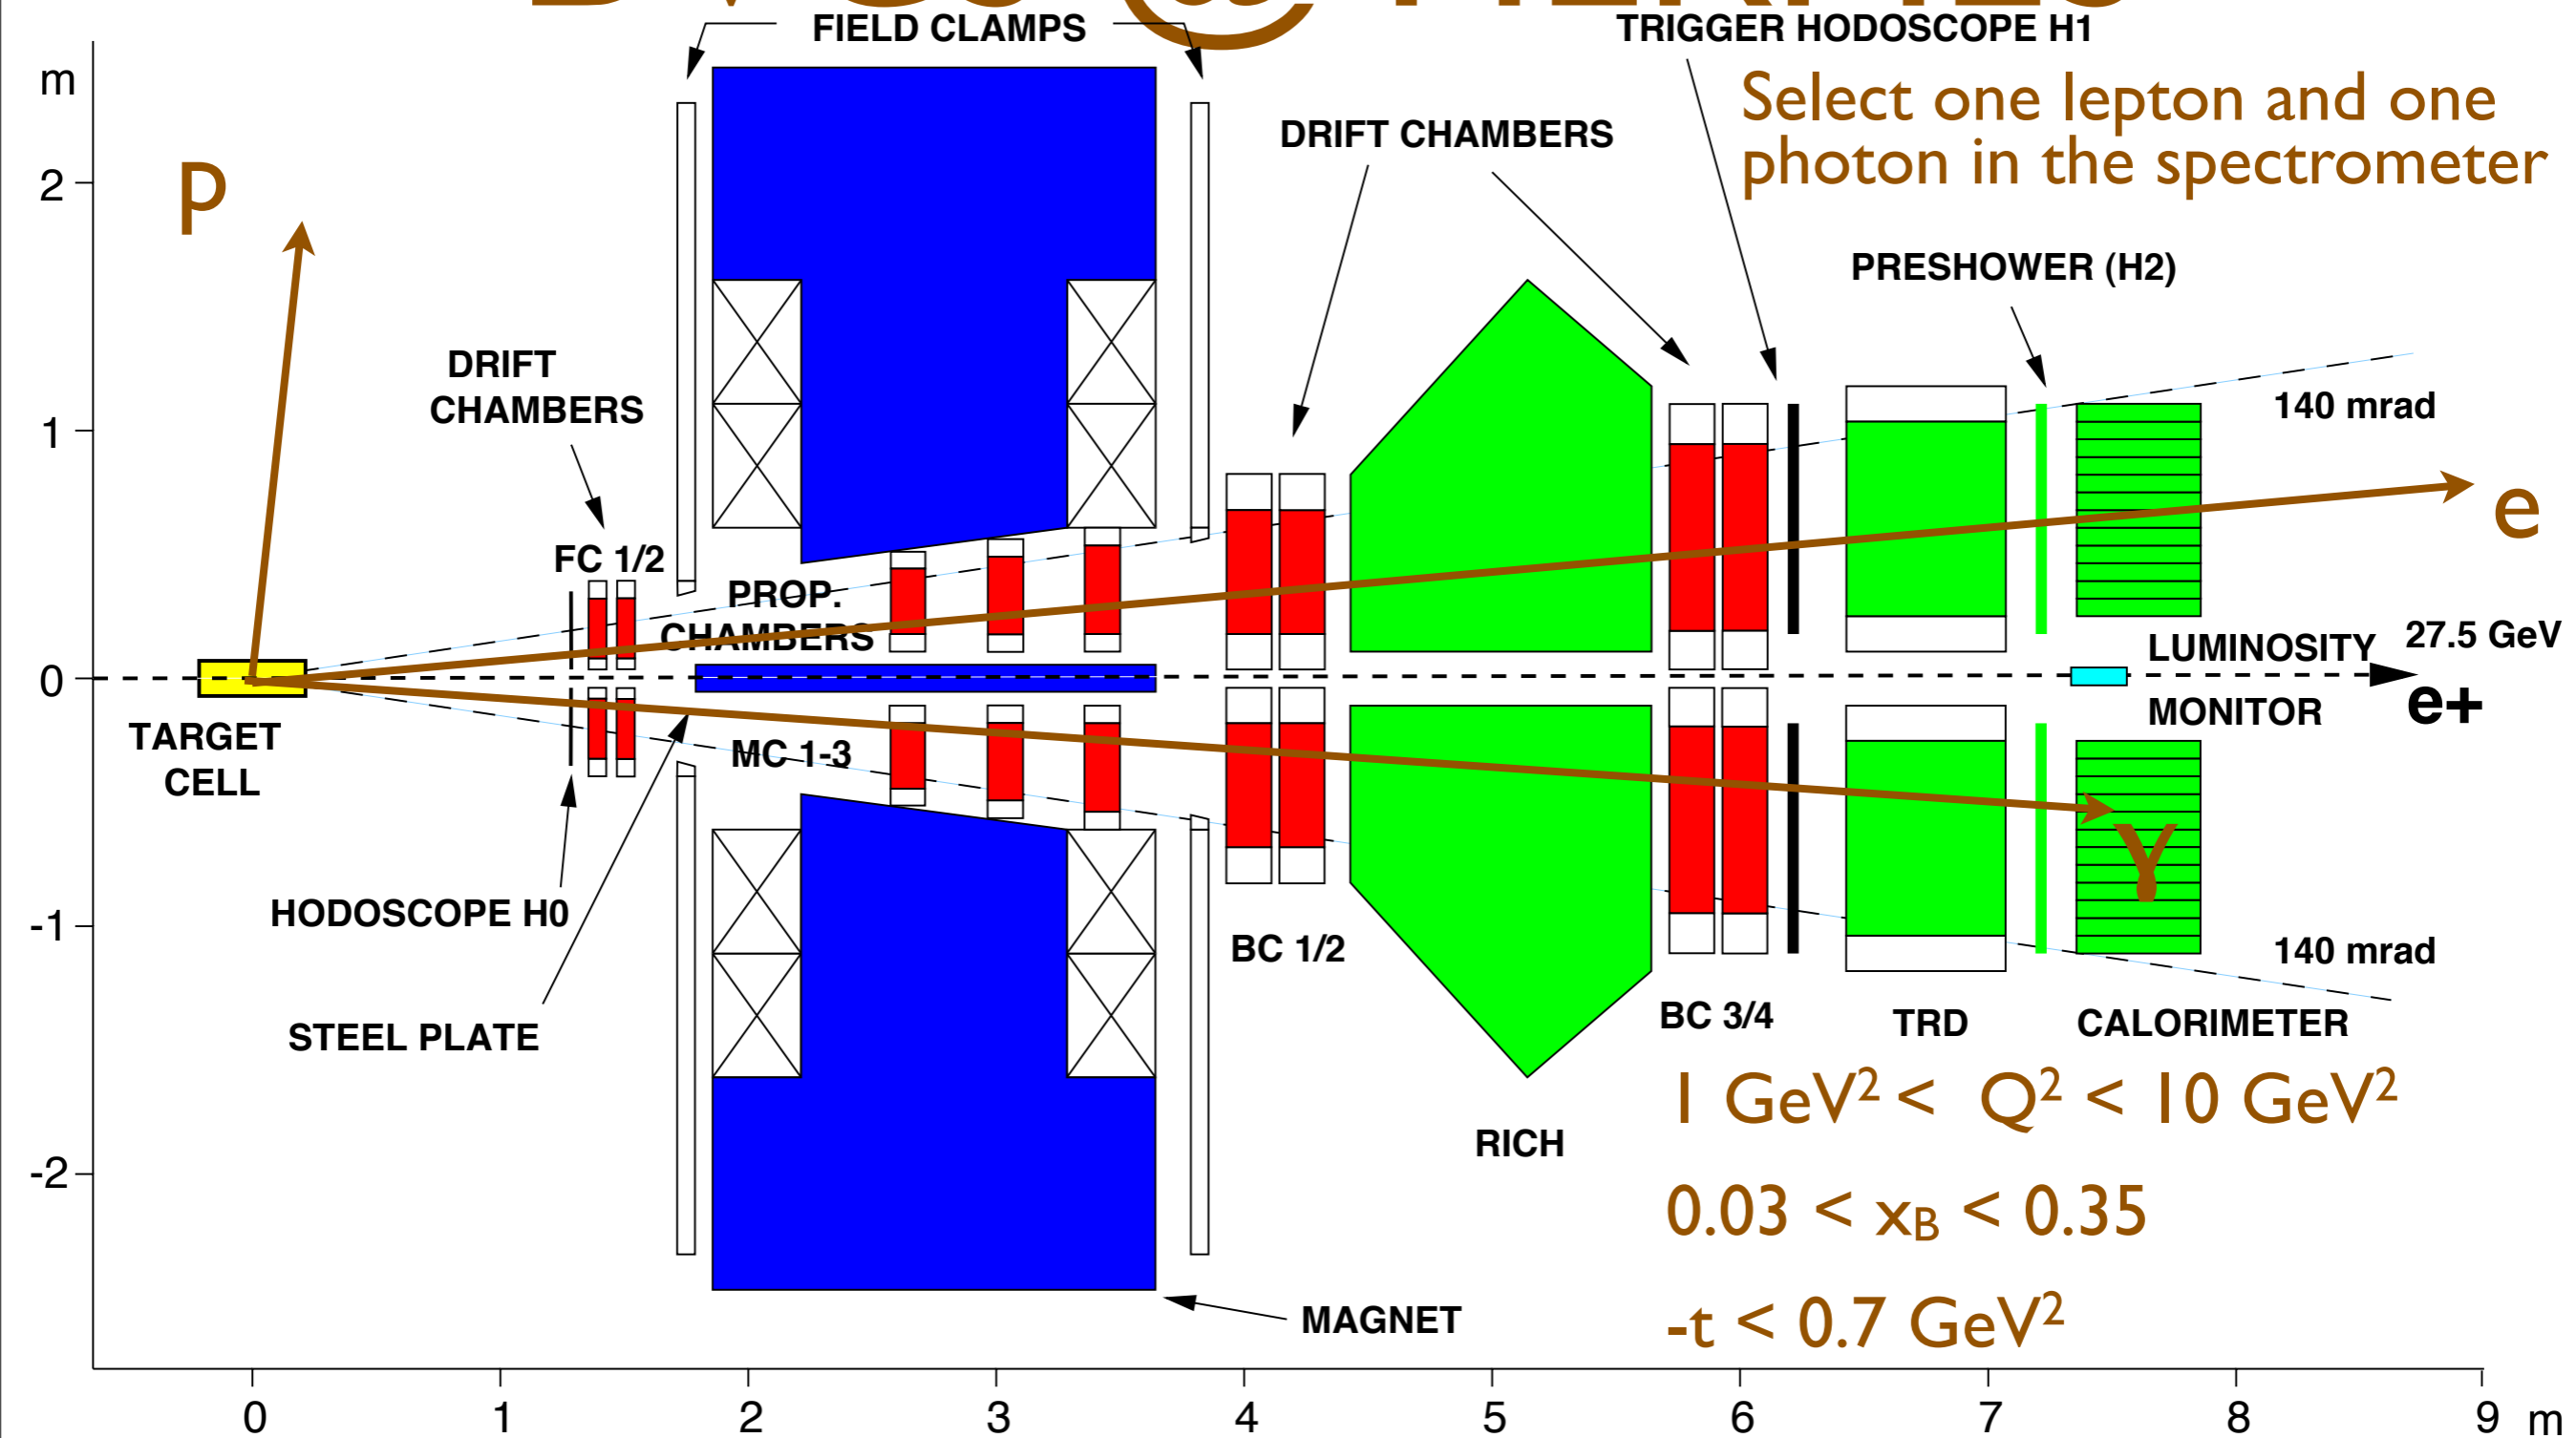 FIELD CLAMPS
TRIGGER HODOSCOPE H1
m
Select one lepton and one
photon in the spectrometer
DRIFT CHAMBERS
2
p
PRESHOWER (H2)
DRIFT
CHAMBERS
1
140 mrad
e
FC 1/2
PROP.
CHAMBERS
0
27.5 GeV
LUMINOSITY
e+
MONITOR
TARGET
CELL
MC 1-3
γ
HODOSCOPE H0
-1
BC 1/2
140 mrad
STEEL PLATE
BC 3/4
TRD
CALORIMETER
1 GeV² < Q² < 10 GeV²
RICH
-2
0.03 < xB < 0.35
MAGNET
-t < 0.7 GeV²
0 1 2 3 4 5 6 7 8 9 m